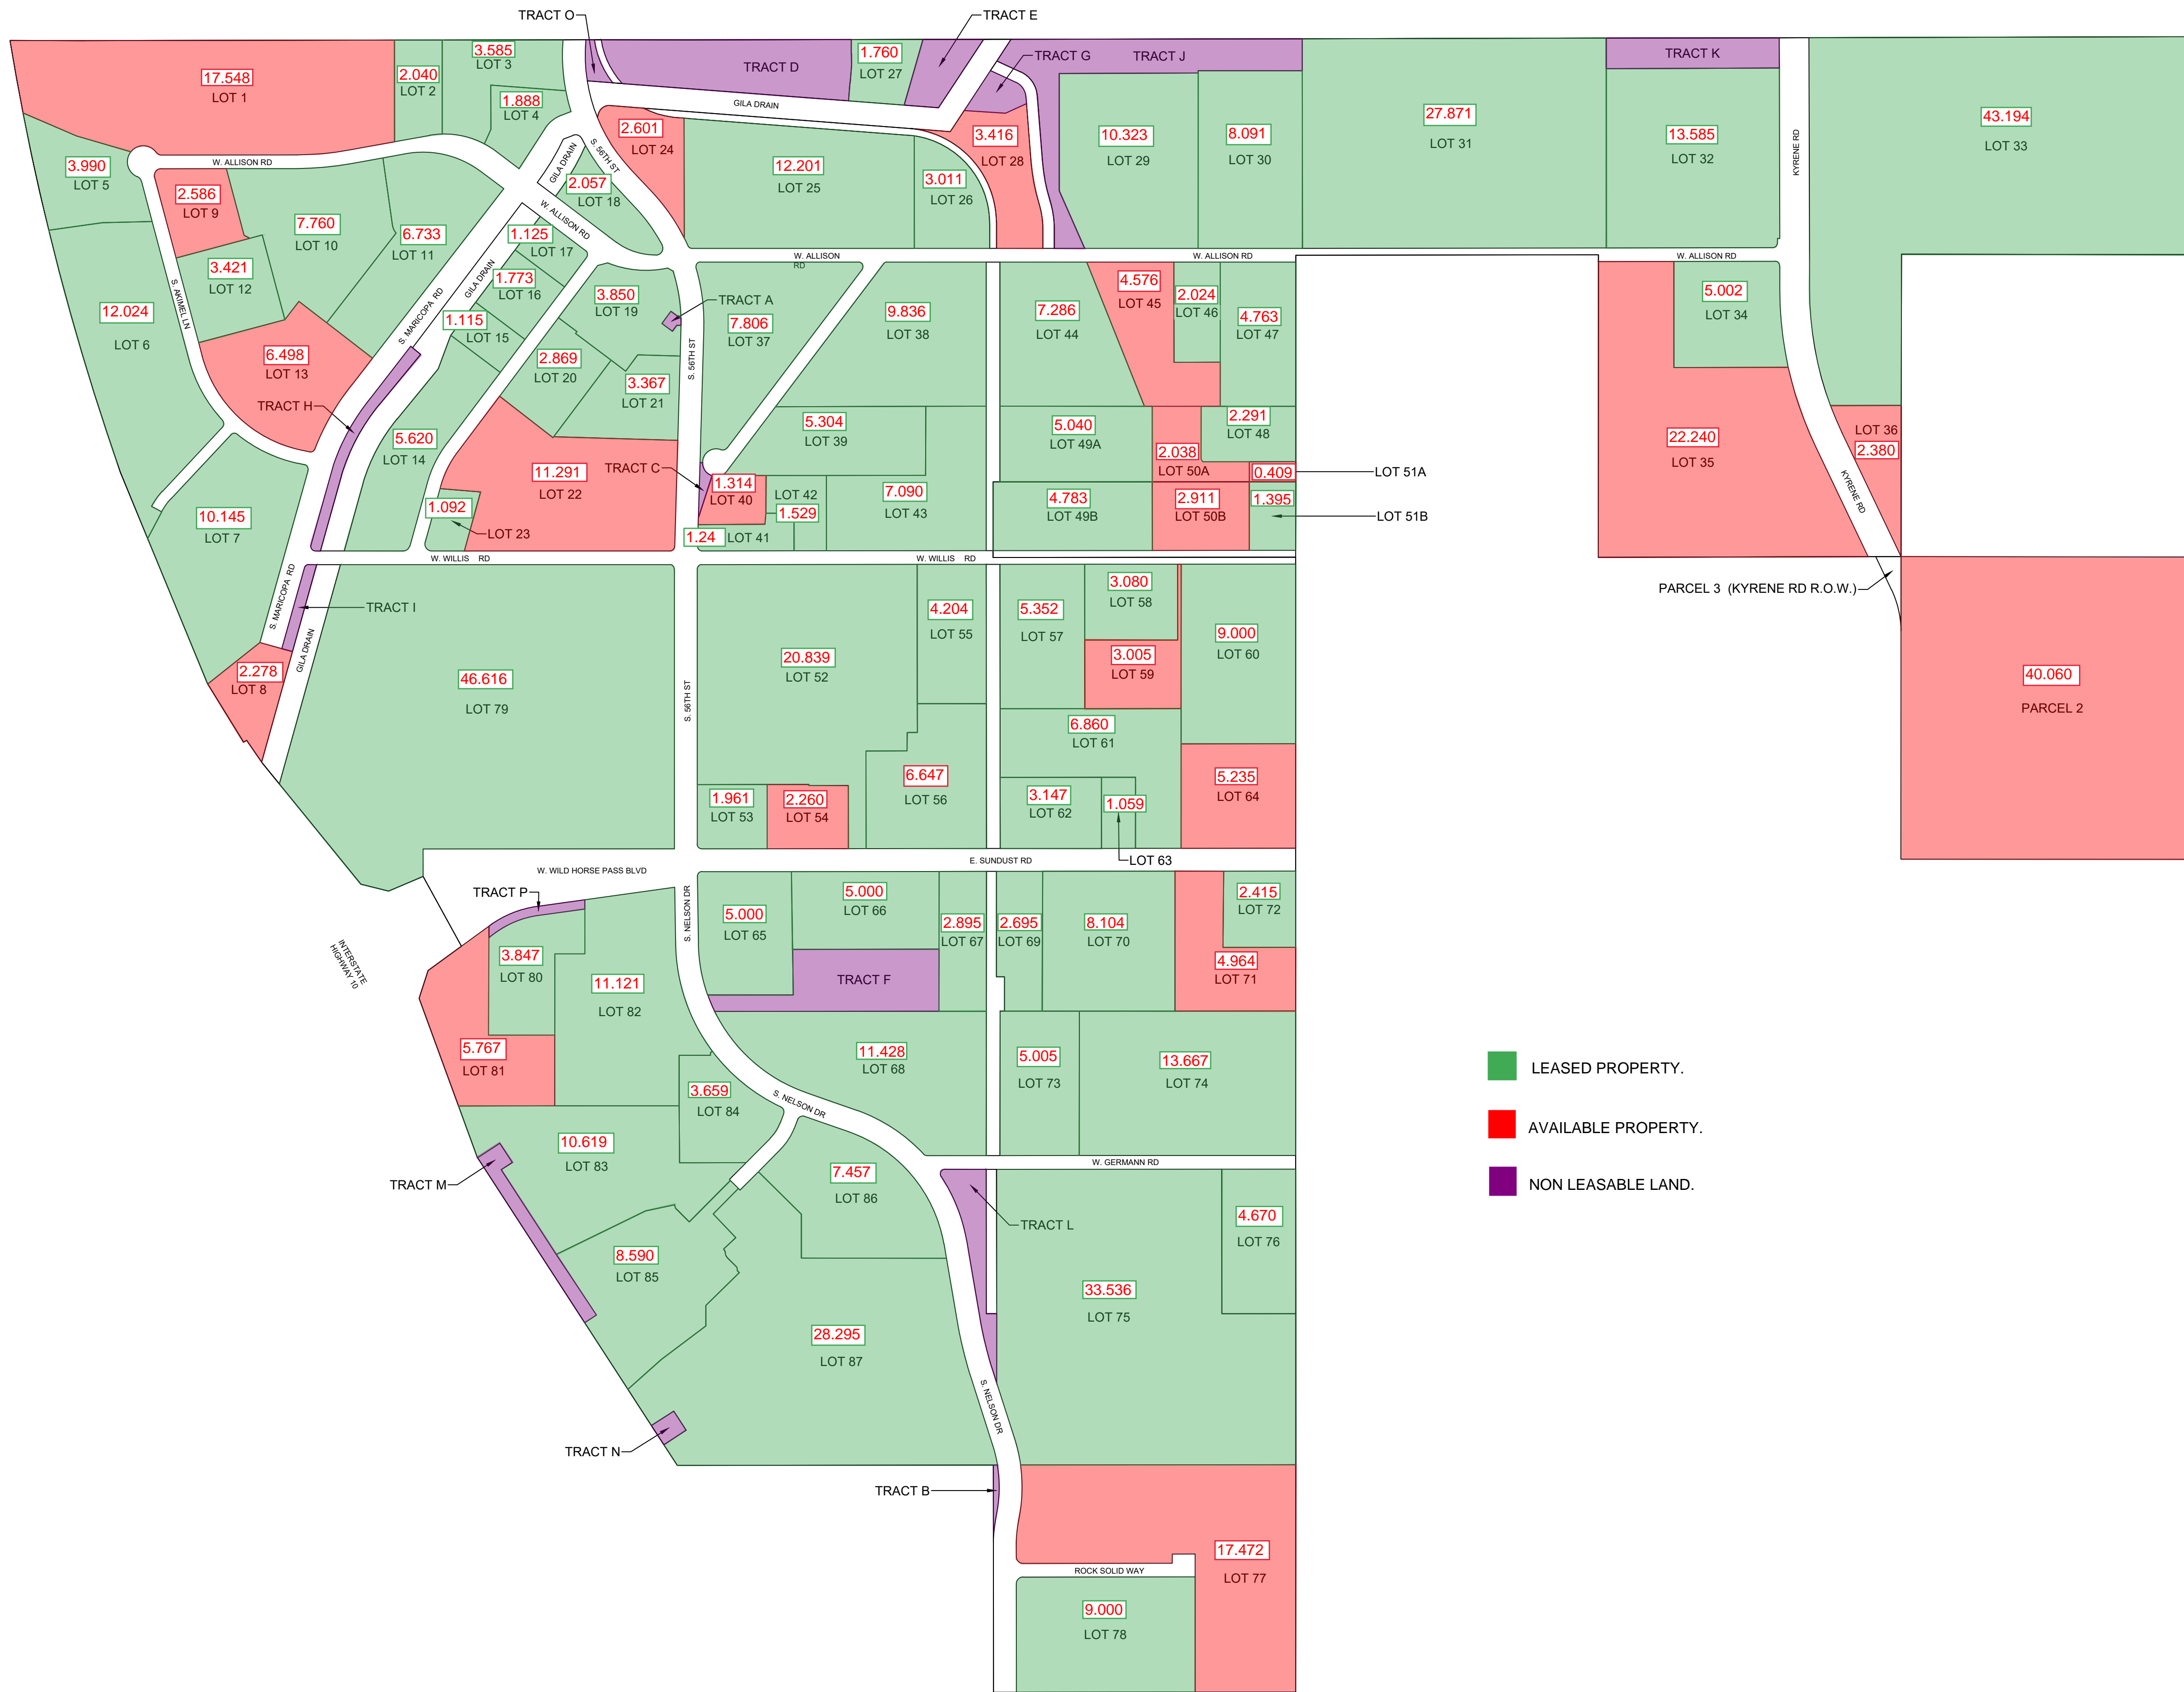 TRACT O
TRACT E
17.548
LOT 1
2.040
LOT 2
3.585
LOT 3
1.888
LOT 4
TRACT D
1.760
LOT 27
TRACT G
TRACT J
TRACT K
GILA DRAIN
3.990
LOT 5
W. ALLISON RD
GILA DRAIN
S. 56TH ST
2.601
LOT 24
12.201
LOT 25
3.011
LOT 26
3.416
LOT 28
10.323
LOT 29
8.091
LOT 30
27.871
LOT 31
13.585
LOT 32
KYRENE RD
43.194
LOT 33
2.586
LOT 9
7.760
LOT 10
6.733
LOT 11
2.057
LOT 18
W. ALLISON RD
3.421
LOT 12
S. AKIMEL LN
12.024
LOT 6
6.498
LOT 13
S. MARICOPA RD
GILA DRAIN
1.125
LOT 17
1.773
LOT 16
1.115
LOT 15
3.850
LOT 19
TRACT A
2.869
LOT 20
3.367
LOT 21
S. 56TH ST
W. ALLISON
RD
W. ALLISON RD
W. ALLISON RD
7.806
LOT 37
9.836
LOT 38
7.286
LOT 44
4.576
LOT 45
2.024
LOT 46
4.763
LOT 47
5.002
LOT 34
TRACT H
5.620
LOT 14
11.291
LOT 22
TRACT C
1.092
LOT 23
5.304
LOT 39
1.314
LOT 40
1.24
LOT 41
LOT 42
1.529
7.090
LOT 43
5.040
LOT 49A
2.038
LOT 50A
2.291
LOT 48
0.409
LOT 51A
4.783
LOT 49B
2.911
LOT 50B
1.395
LOT 51B
22.240
LOT 35
LOT 36
2.380
KYRENE RD
10.145
LOT 7
W. WILLIS RD
W. WILLIS RD
S. MARICOPA RD
TRACT I
GILA DRAIN
2.278
LOT 8
46.616
LOT 79
S. 56TH ST
20.839
LOT 52
4.204
LOT 55
5.352
LOT 57
3.080
LOT 58
3.005
LOT 59
9.000
LOT 60
PARCEL 3 (KYRENE RD R.O.W.)
40.060
PARCEL 2
6.860
LOT 61
1.961
LOT 53
2.260
LOT 54
6.647
LOT 56
3.147
LOT 62
1.059
LOT 63
5.235
LOT 64
W. WILD HORSE PASS BLVD
E. SUNDUST RD
TRACT P
INTERSTATE
HIGHWAY 10
3.847
LOT 80
11.121
LOT 82
S. NELSON DR
5.000
LOT 65
5.000
LOT 66
TRACT F
2.895
LOT 67
2.695
LOT 69
8.104
LOT 70
2.415
LOT 72
4.964
LOT 71
5.767
LOT 81
3.659
LOT 84
11.428
LOT 68
5.005
LOT 73
13.667
LOT 74
LEASED PROPERTY.
AVAILABLE PROPERTY.
NON LEASABLE LAND.
S. NELSON DR
10.619
LOT 83
TRACT M
7.457
LOT 86
W. GERMANN RD
TRACT L
4.670
LOT 76
8.590
LOT 85
33.536
LOT 75
28.295
LOT 87
S. NELSON DR
TRACT N
TRACT B
17.472
LOT 77
ROCK SOLID WAY
9.000
LOT 78